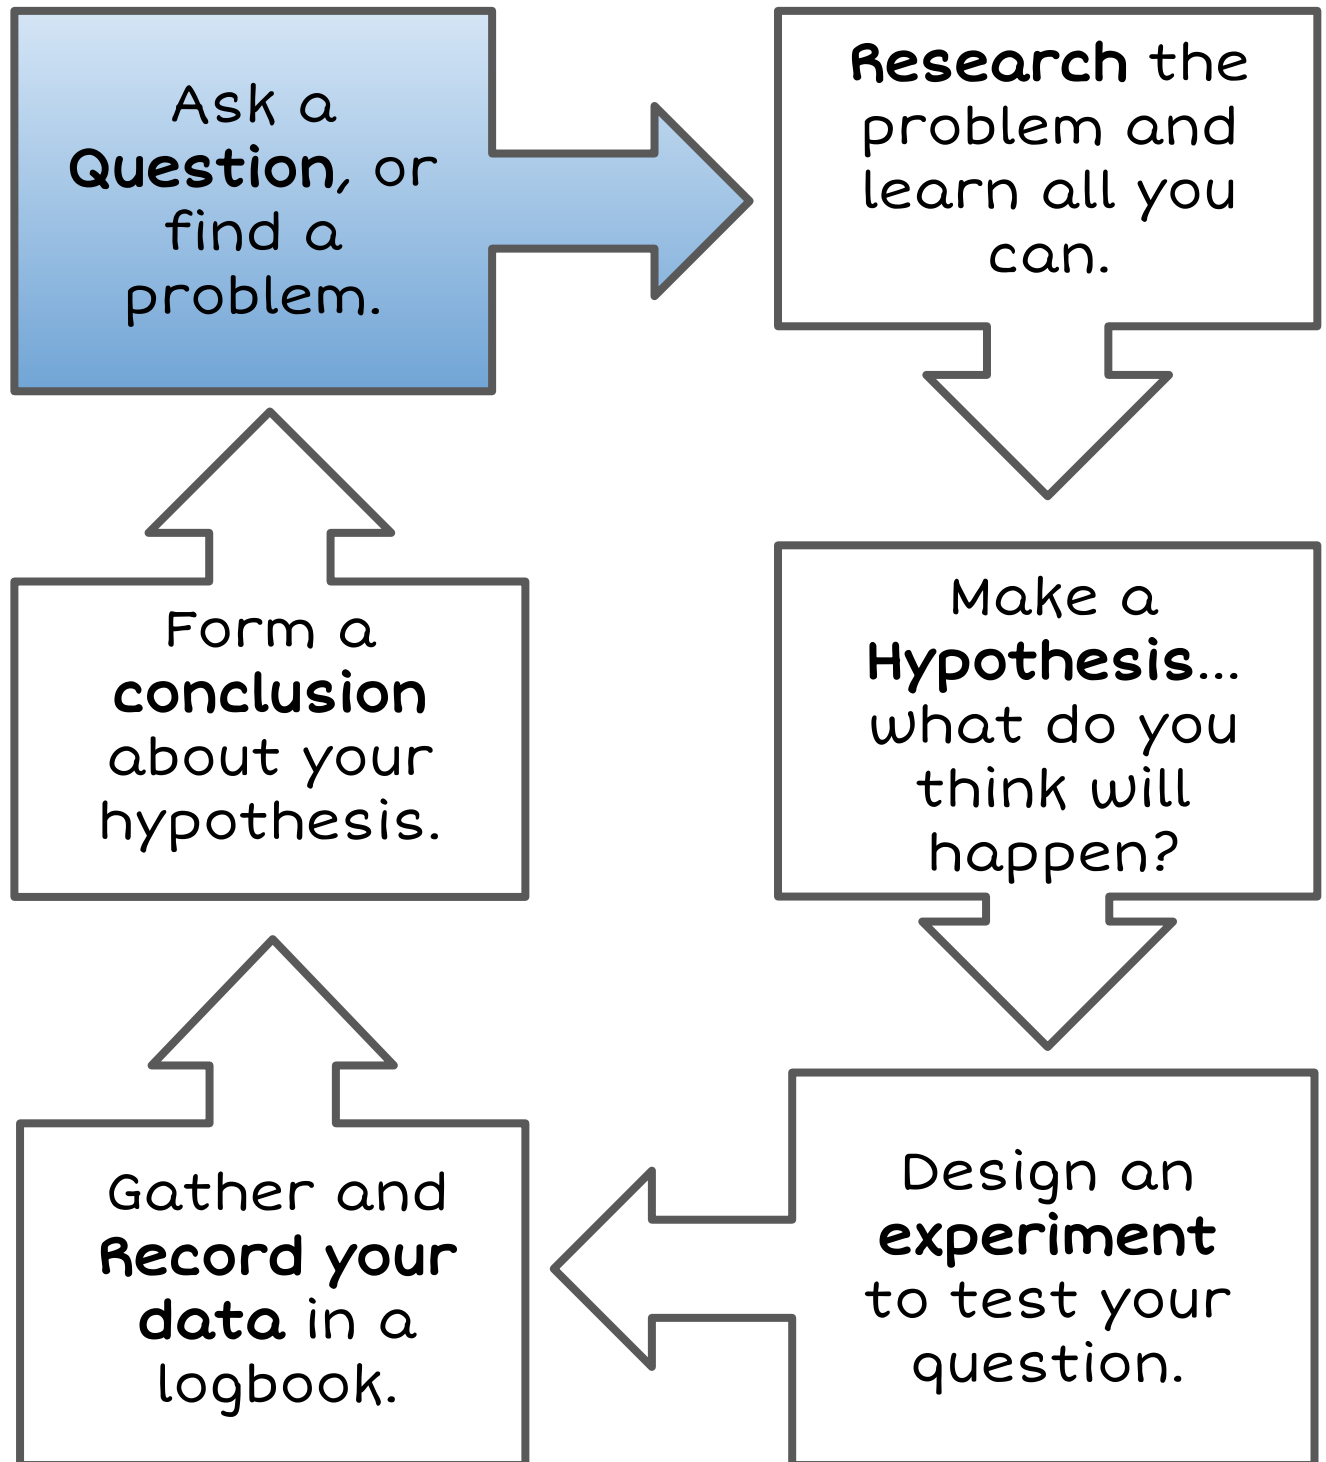 Ask a
Question, or
find a
problem.
Research the
problem and
learn all you
can.
Make a
Hypothesis...
what do you
think will
happen?
Design an
experiment
to test your
question.
Gather and
Record your
data in a
logbook.
Form a
conclusion
about your
hypothesis.